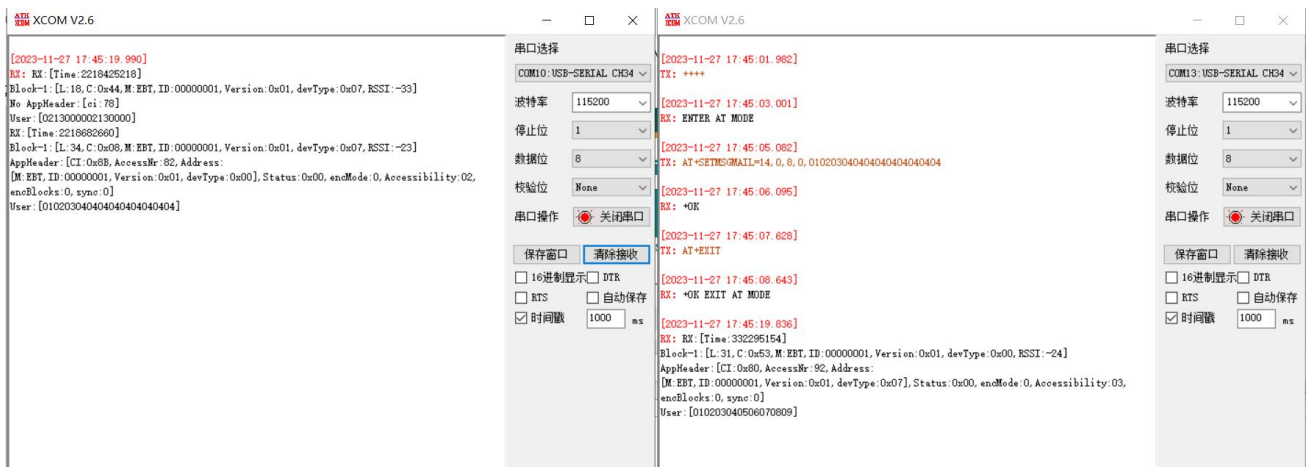 XCOM V2.6
[2023-11-27 17:45:19.990]
RX: RX:[Time:2218425218]
Block-1:[L:18,C:0x44,M:EBT,ID:00000001,Version:0x01,devType:0x07,RSSI:-33]
No AppHeader:[ci:78]
User:[0213000002130000]
RX:[Time:2218682660]
Block-1:[L:34,C:0x08,M:EBT,ID:00000001,Version:0x01,devType:0x07,RSSI:-23]
AppHeader:[CI:0x8B,AccessNr:82,Address:
[M:EBT,ID:00000001,Version:0x01,devType:0x00],Status:0x00,encMode:0,Accessibility:02,
encBlocks:0,sync:0]
User:[010203040404040404040404]
串口选择
COM10:USB-SERIAL CH34
波特率 115200
停止位 1
数据位 8
校验位 None
串口操作 关闭串口
保存窗口 清除接收
16进制显示 DTR
RTS 自动保存
时间戳 1000 ms
XCOM V2.6
[2023-11-27 17:45:01.982]
TX: ++++
[2023-11-27 17:45:03.001]
RX: ENTER AT MODE
[2023-11-27 17:45:05.082]
TX: AT+SETMSGMAIL=14,0,8,0,010203040404040404040404
[2023-11-27 17:45:06.095]
RX: +OK
[2023-11-27 17:45:07.628]
TX: AT+EXIT
[2023-11-27 17:45:08.643]
RX: +OK EXIT AT MODE
[2023-11-27 17:45:19.836]
RX: RX:[Time:332295154]
Block-1:[L:31,C:0x53,M:EBT,ID:00000001,Version:0x01,devType:0x00,RSSI:-24]
AppHeader:[CI:0x80,AccessNr:92,Address:
[M:EBT,ID:00000001,Version:0x01,devType:0x07],Status:0x00,encMode:0,Accessibility:03,
encBlocks:0,sync:0]
User:[010203040506070809]
串口选择
COM13:USB-SERIAL CH34
波特率 115200
停止位 1
数据位 8
校验位 None
串口操作 关闭串口
保存窗口 清除接收
16进制显示 DTR
RTS 自动保存
时间戳 1000 ms